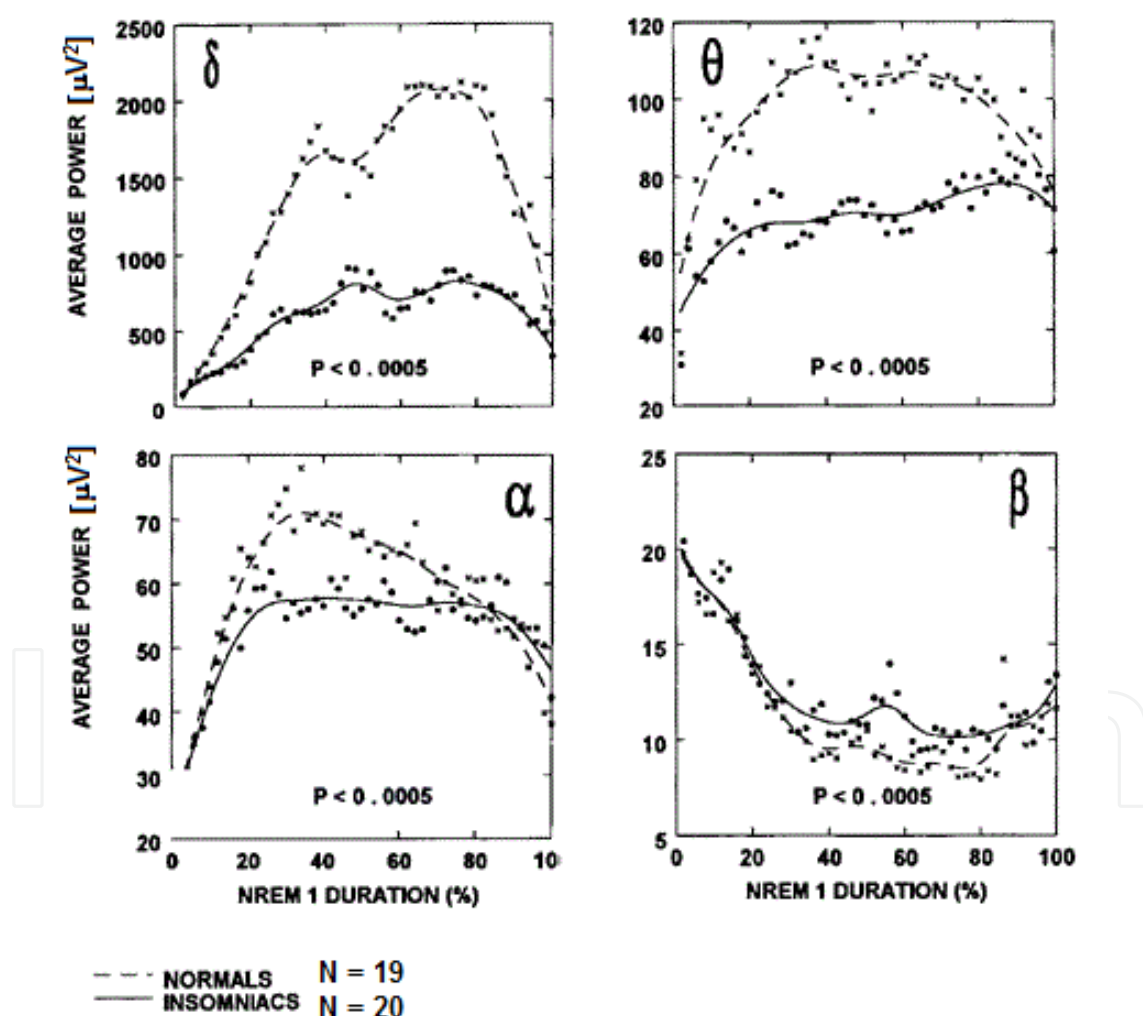 AVERAGE POWER [μV²]
2500
2000
1500
1000
500
0
δ
P < 0.0005
120
100
80
60
40
20
θ
P < 0.0005
AVERAGE POWER [μV²]
80
70
60
50
40
30
20
α
P < 0.0005
0 20 40 60 80 10
NREM 1 DURATION (%)
25
20
15
10
5
β
P < 0.0005
0 20 40 60 80 100
NREM 1 DURATION (%)
NORMALS N = 19
INSOMNIACS N = 20